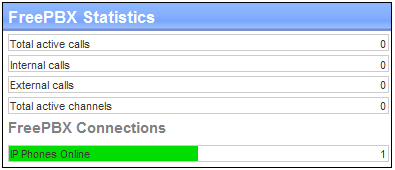 FreePBX Statistics
Total active calls 0
Internal calls 0
External calls 0
Total active channels 0
FreePBX Connections
IP Phones Online 1